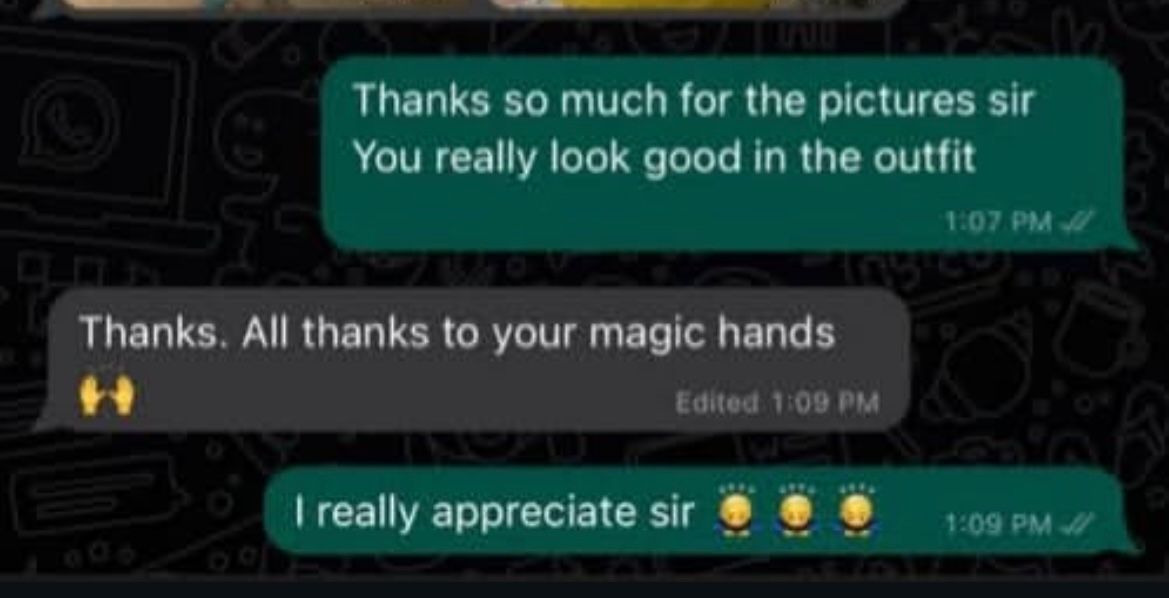 Thanks so much for the pictures sir
You really look good in the outfit
1:07 PM
Thanks. All thanks to your magic hands
🙌
Edited 1:09 PM
I really appreciate sir 🙇🙇🙇
1:09 PM